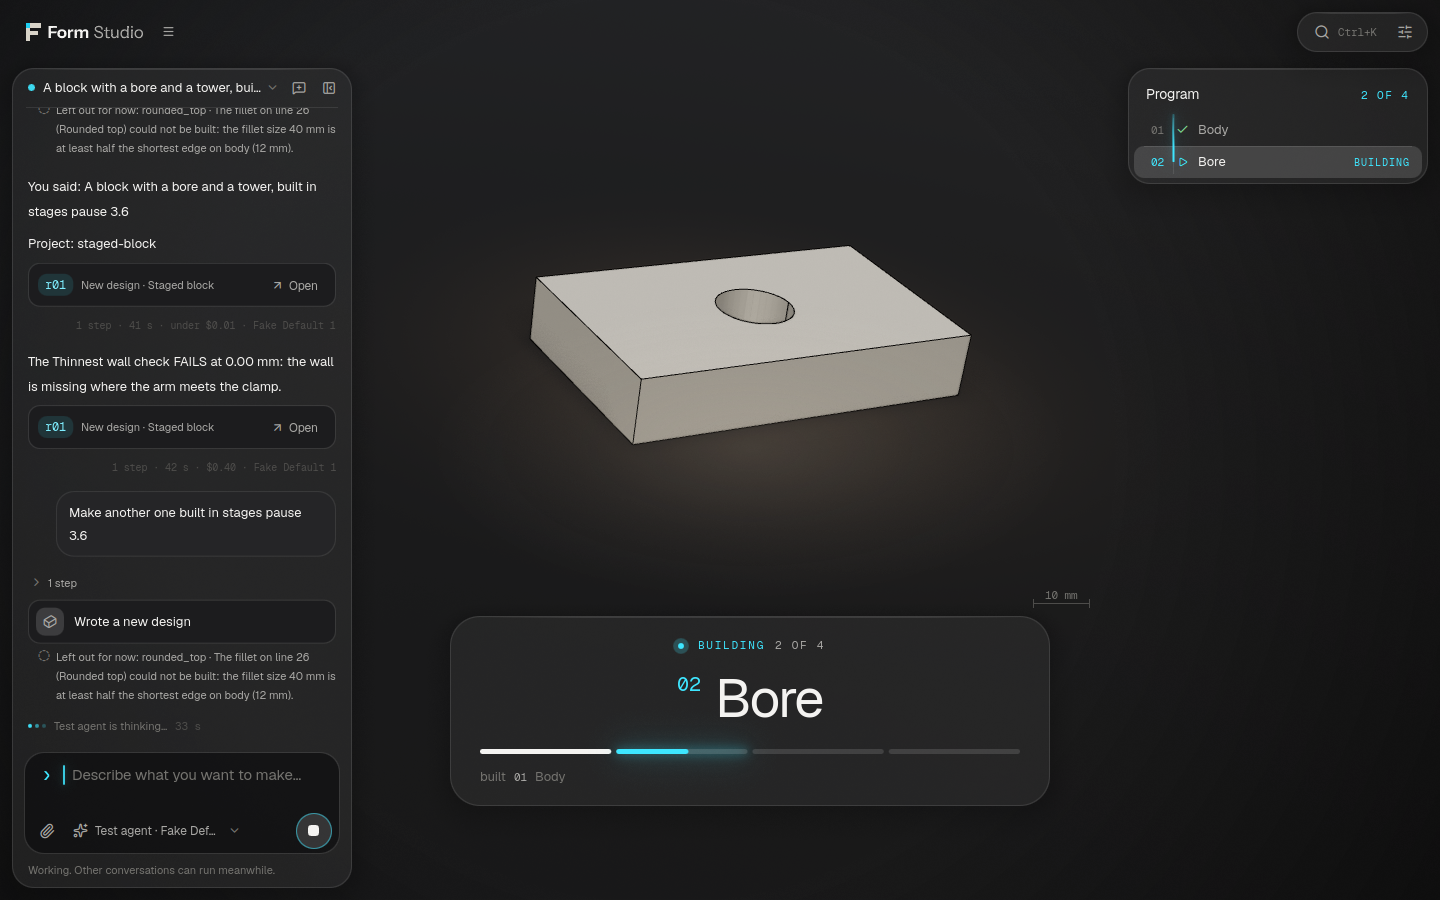 Form Studio
Ctrl+K
A block with a bore and a tower, bui...
Left out for now: rounded_top · The fillet on line 26
(Rounded top) could not be built: the fillet size 40 mm is
at least half the shortest edge on body (12 mm).
You said: A block with a bore and a tower, built in
stages pause 3.6
Project: staged-block
r01 New design · Staged block Open
1 step · 41 s · under $0.01 · Fake Default 1
The Thinnest wall check FAILS at 0.00 mm: the wall
is missing where the arm meets the clamp.
r01 New design · Staged block Open
1 step · 42 s · $0.40 · Fake Default 1
Make another one built in stages pause
3.6
1 step
Wrote a new design
Left out for now: rounded_top · The fillet on line 26
(Rounded top) could not be built: the fillet size 40 mm is
at least half the shortest edge on body (12 mm).
Test agent is thinking... 33 s
Describe what you want to make...
Test agent · Fake Def...
Working. Other conversations can run meanwhile.
10 mm
BUILDING 2 OF 4
02 Bore
built 01 Body
Program 2 OF 4
01 Body
02 Bore BUILDING